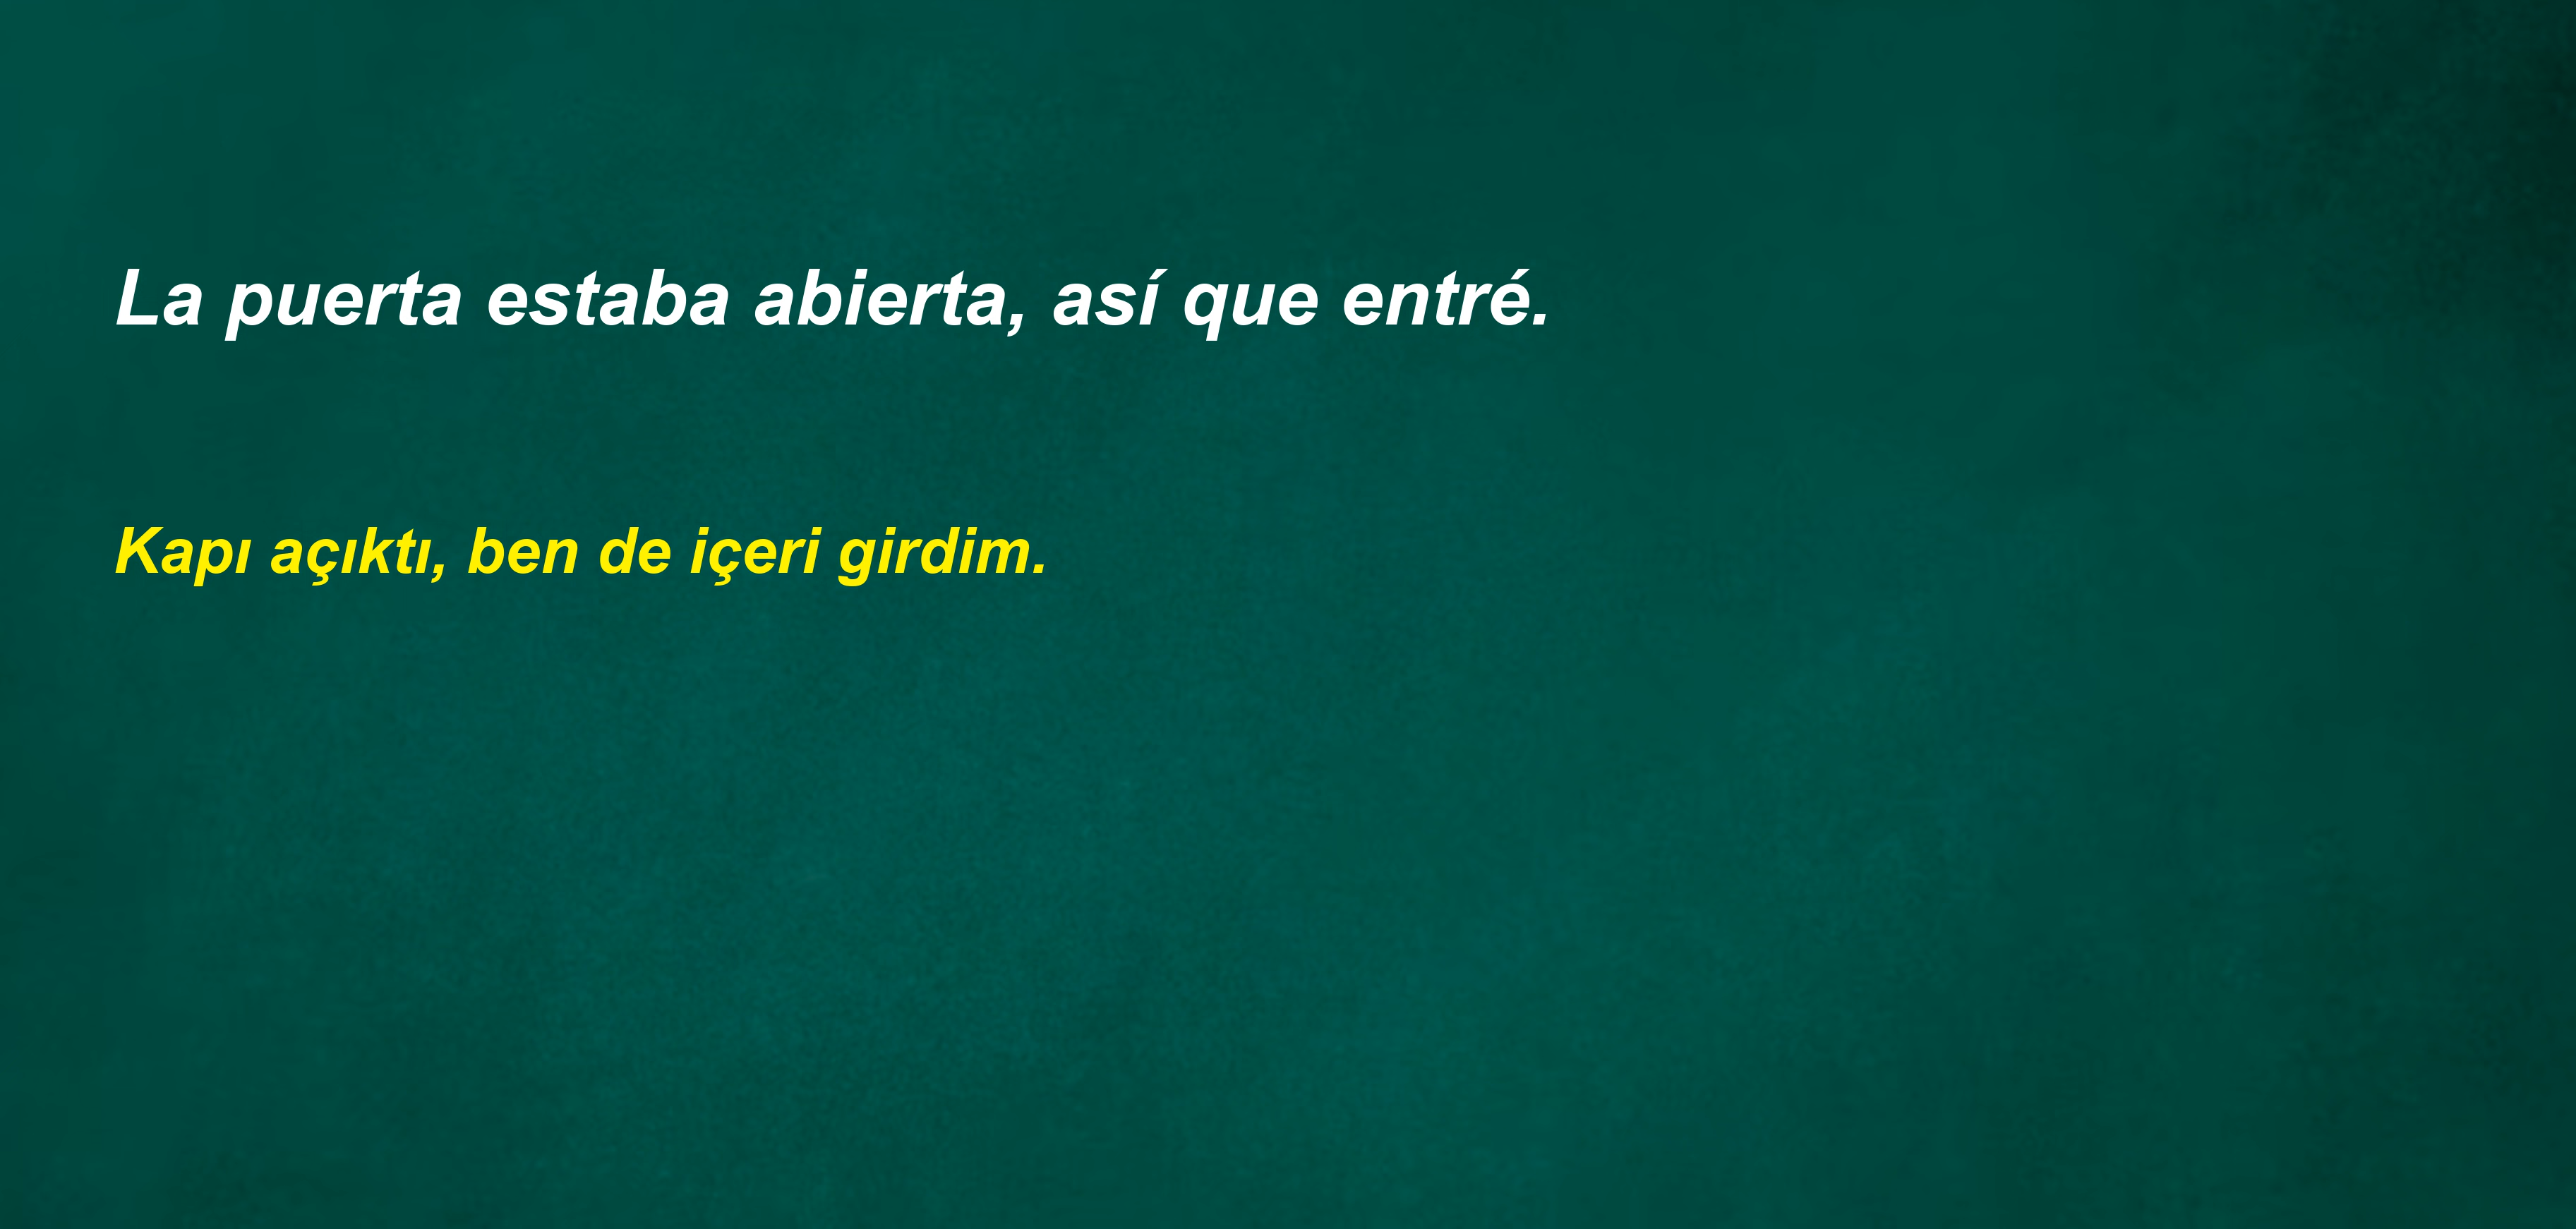 La puerta estaba abierta, así que entré.
Kapı açıktı, ben de içeri girdim.